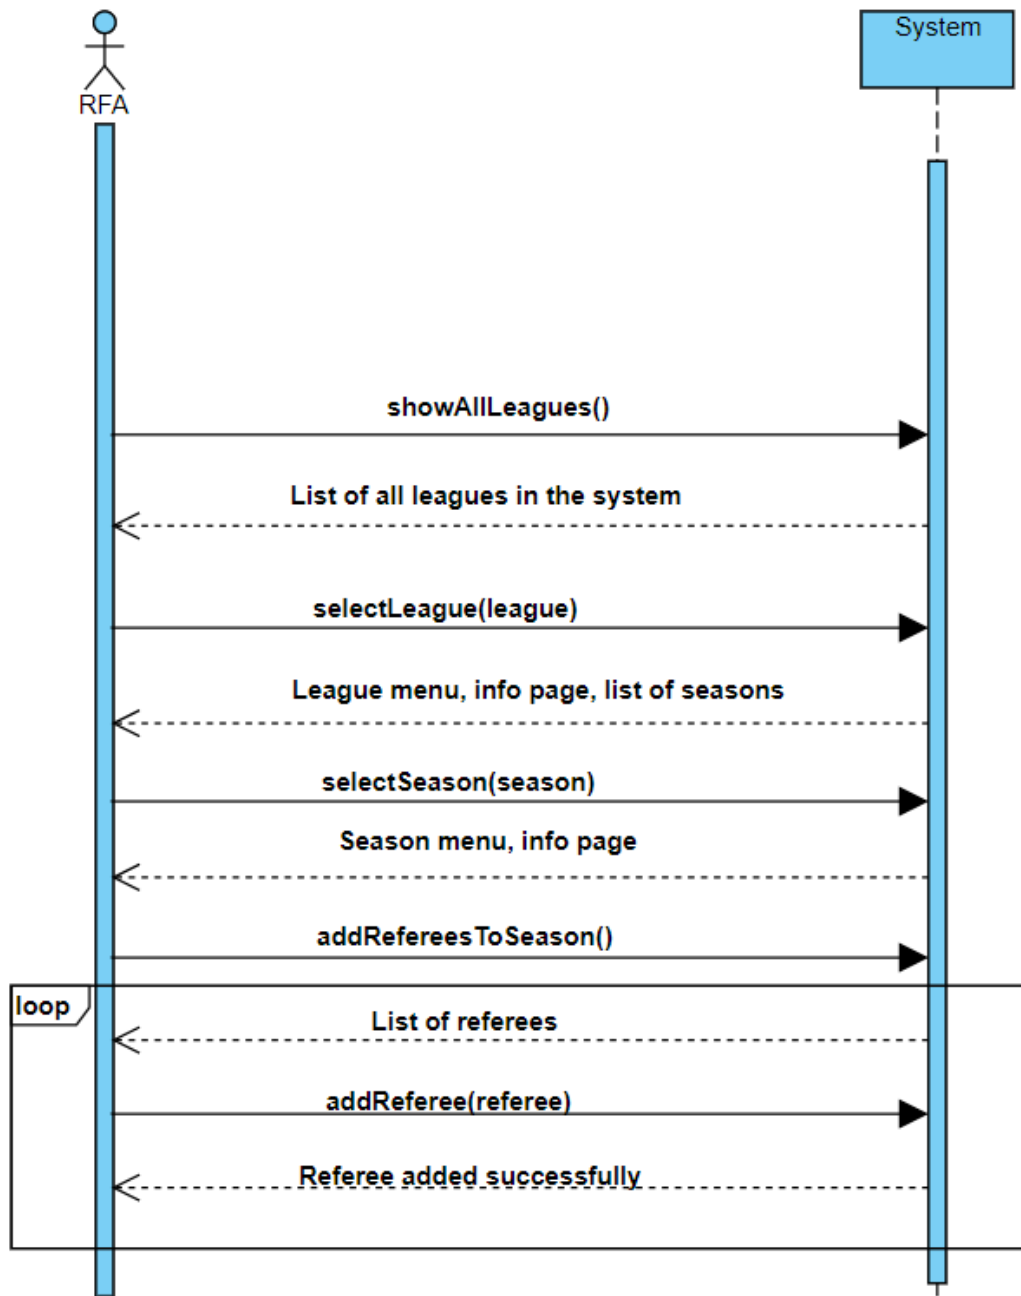 System
RFA
showAllLeagues()
List of all leagues in the system
selectLeague(league)
League menu, info page, list of seasons
selectSeason(season)
Season menu, info page
addRefereesToSeason()
loop
List of referees
addReferee(referee)
Referee added successfully